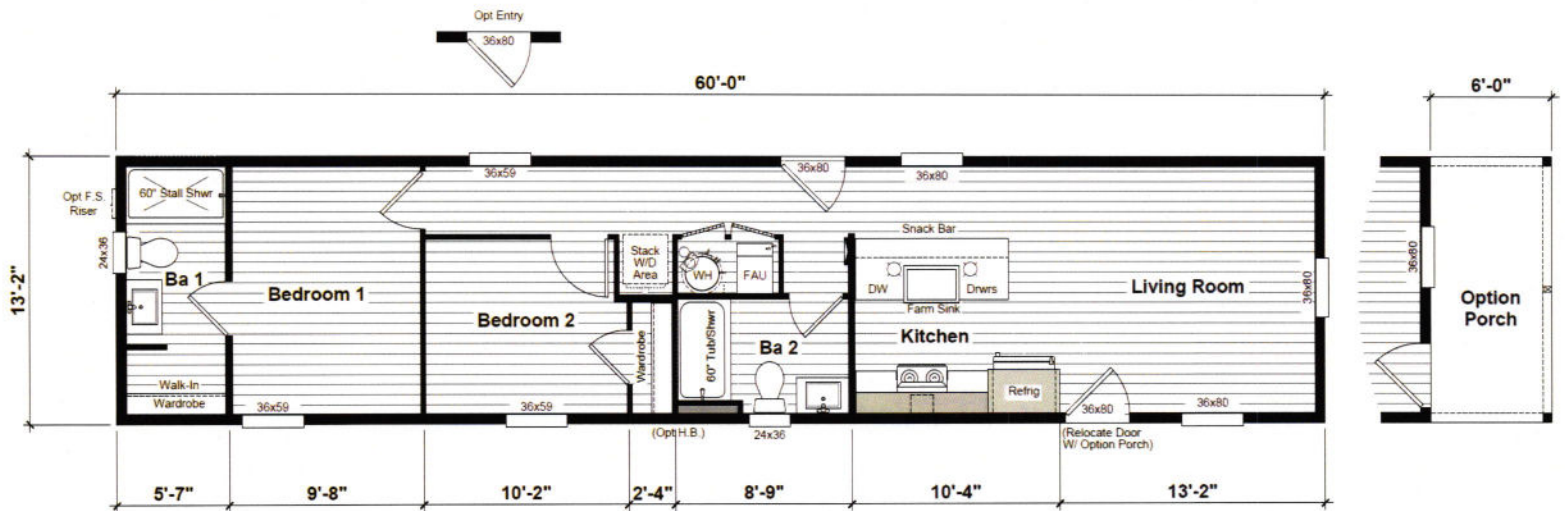 Opt Entry
36x80
60'-0"
6'-0"
36x59
36x80
36x80
60" Stall Shwr
Opt F.S.
Riser
24x36
13'-2"
Ba 1
Bedroom 1
Walk-In
Wardrobe
36x59
Bedroom 2
36x59
Stack
W/D
Area
Wardrobe
WH
FAU
60" Tub/Shwr
Ba 2
(Opt H.B.)
24x36
Snack Bar
DW
Drwrs
Farm Sink
Kitchen
Refrig
Living Room
36x80
36x80
(Relocate Door
W/ Option Porch)
36x80
36x80
Option
Porch
5'-7"
9'-8"
10'-2"
2'-4"
8'-9"
10'-4"
13'-2"